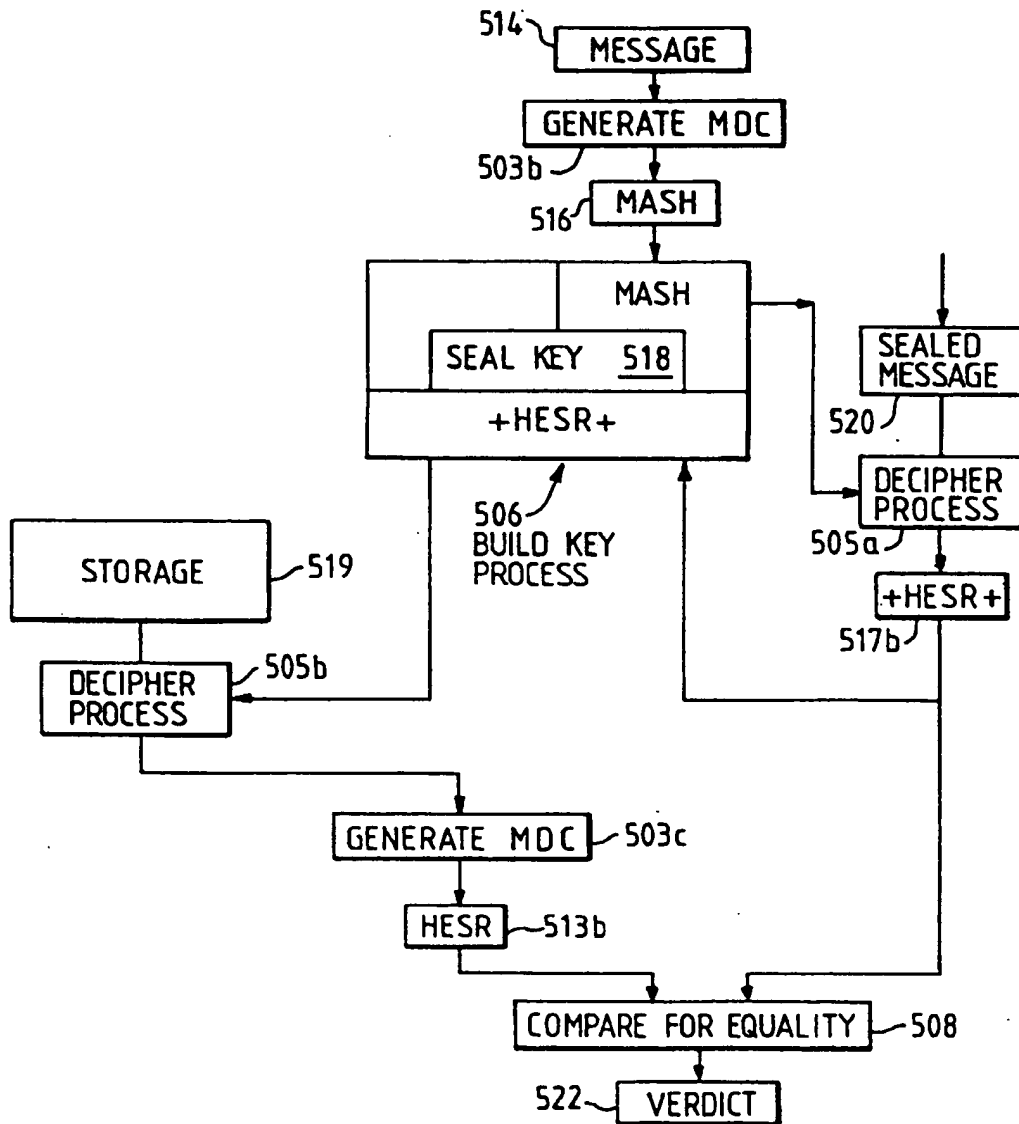 514
MESSAGE
GENERATE MDC
503b
516
MASH
MASH
SEAL KEY 518
+HESR+
SEALED
MESSAGE
520
DECIPHER
PROCESS
505a
+HESR+
517b
506
BUILD KEY
PROCESS
STORAGE
519
505b
DECIPHER
PROCESS
GENERATE MDC
503c
HESR
513b
COMPARE FOR EQUALITY
508
522
VERDICT